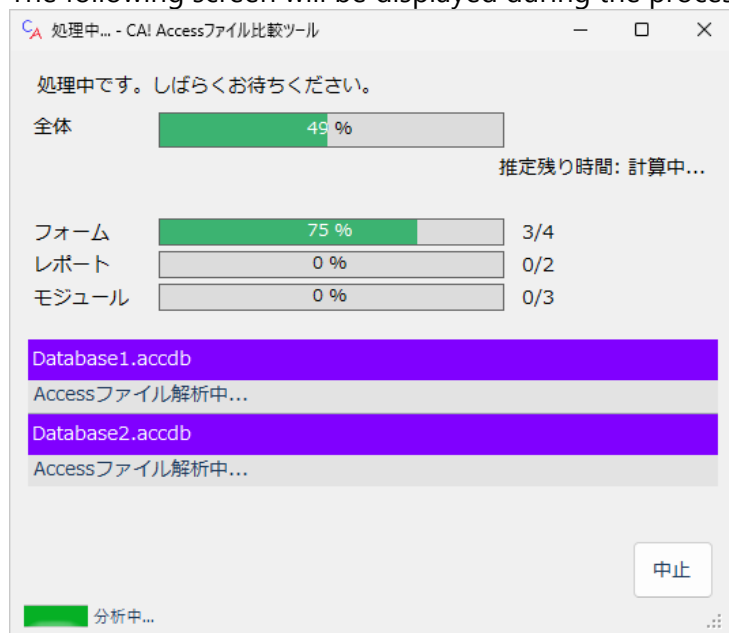 The following screen will be displayed during the proces
CA 処理中... - CA! Accessファイル比較ツール
処理中です。しばらくお待ちください。
全体 49 %
推定残り時間: 計算中...
フォーム 75 % 3/4
レポート 0 % 0/2
モジュール 0 % 0/3
Database1.accdb
Accessファイル解析中...
Database2.accdb
Accessファイル解析中...
中止
分析中...